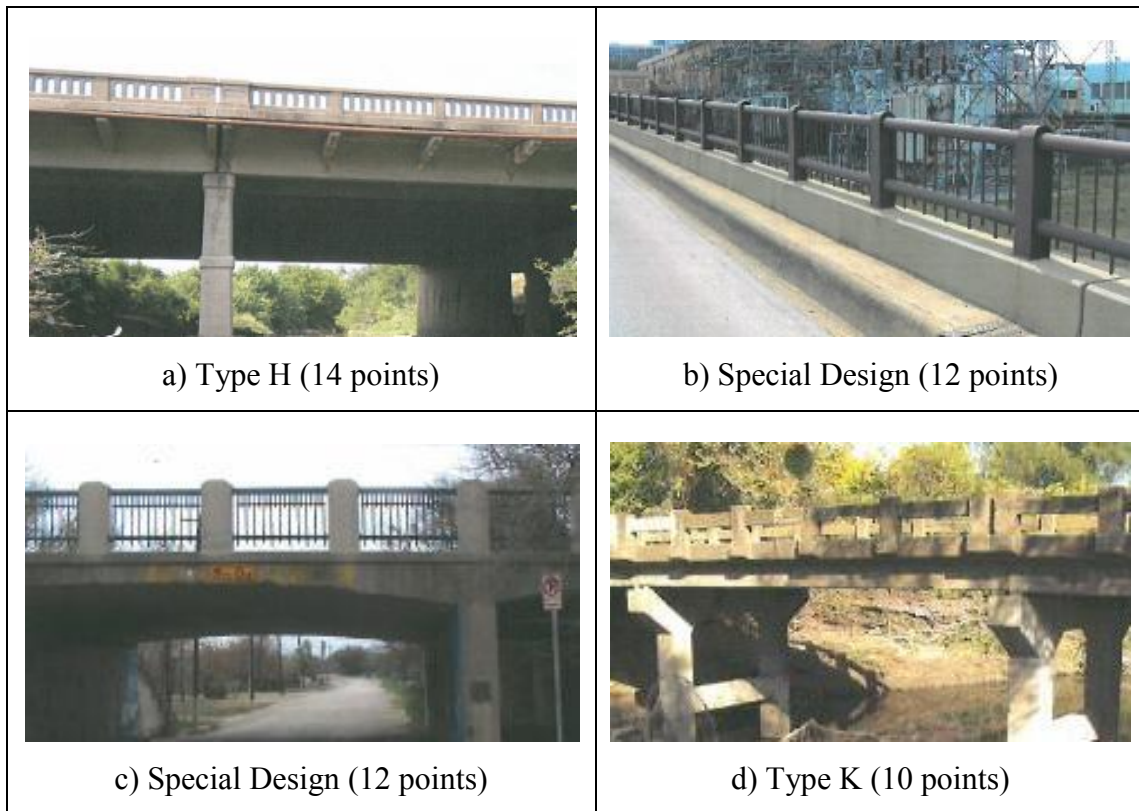 a) Type H (14 points)
b) Special Design (12 points)
c) Special Design (12 points)
d) Type K (10 points)